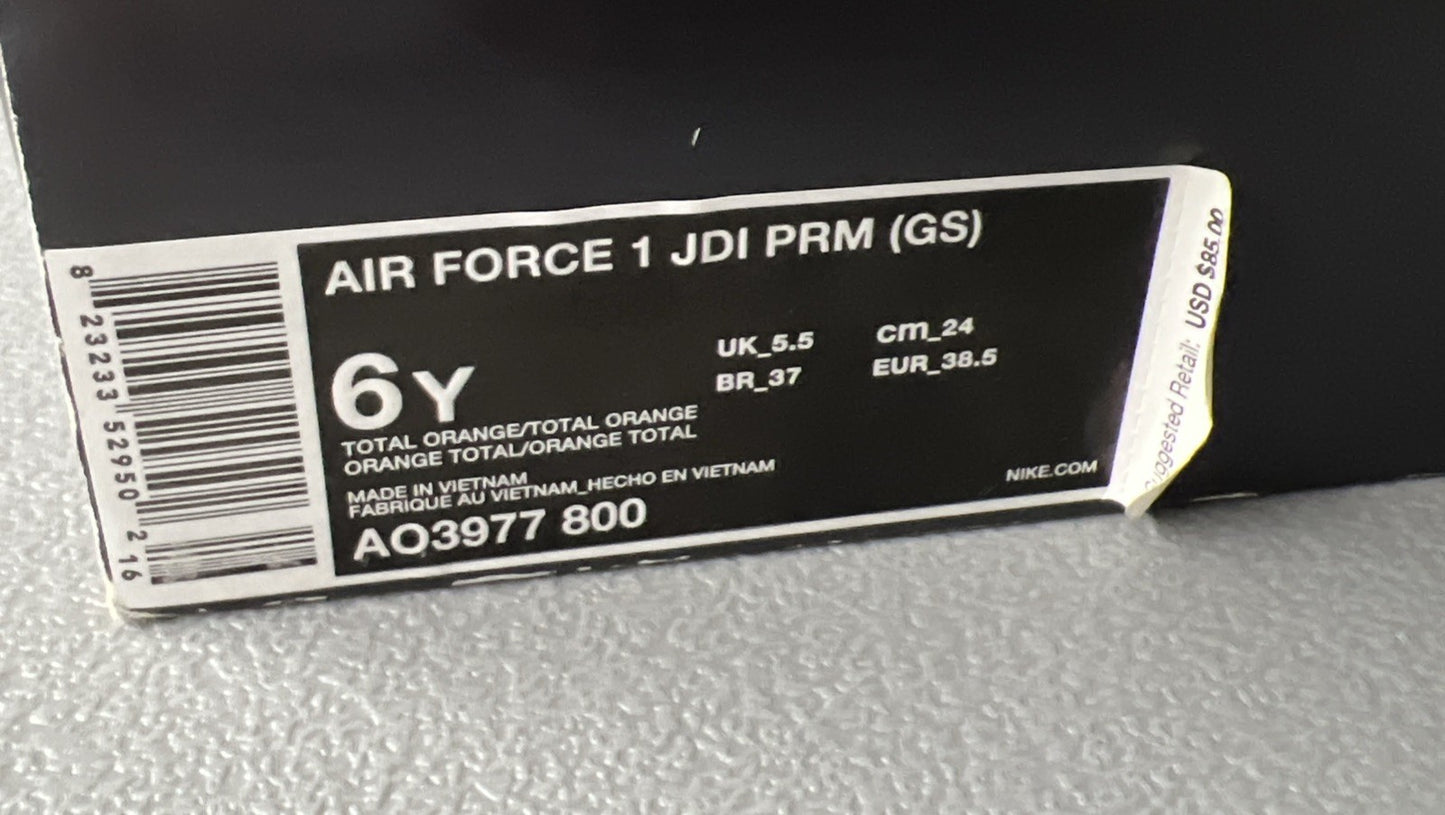 AIR FORCE 1 JDI PRM (GS)
6Y
UK_5.5 cm_24
BR_37 EUR_38.5
TOTAL ORANGE/TOTAL ORANGE
ORANGE TOTAL/ORANGE TOTAL
MADE IN VIETNAM
FABRIQUE AU VIETNAM_HECHO EN VIETNAM
AO3977 800
NIKE.COM
8 23233 52950 2 16
Suggested Retail: USD $85.00